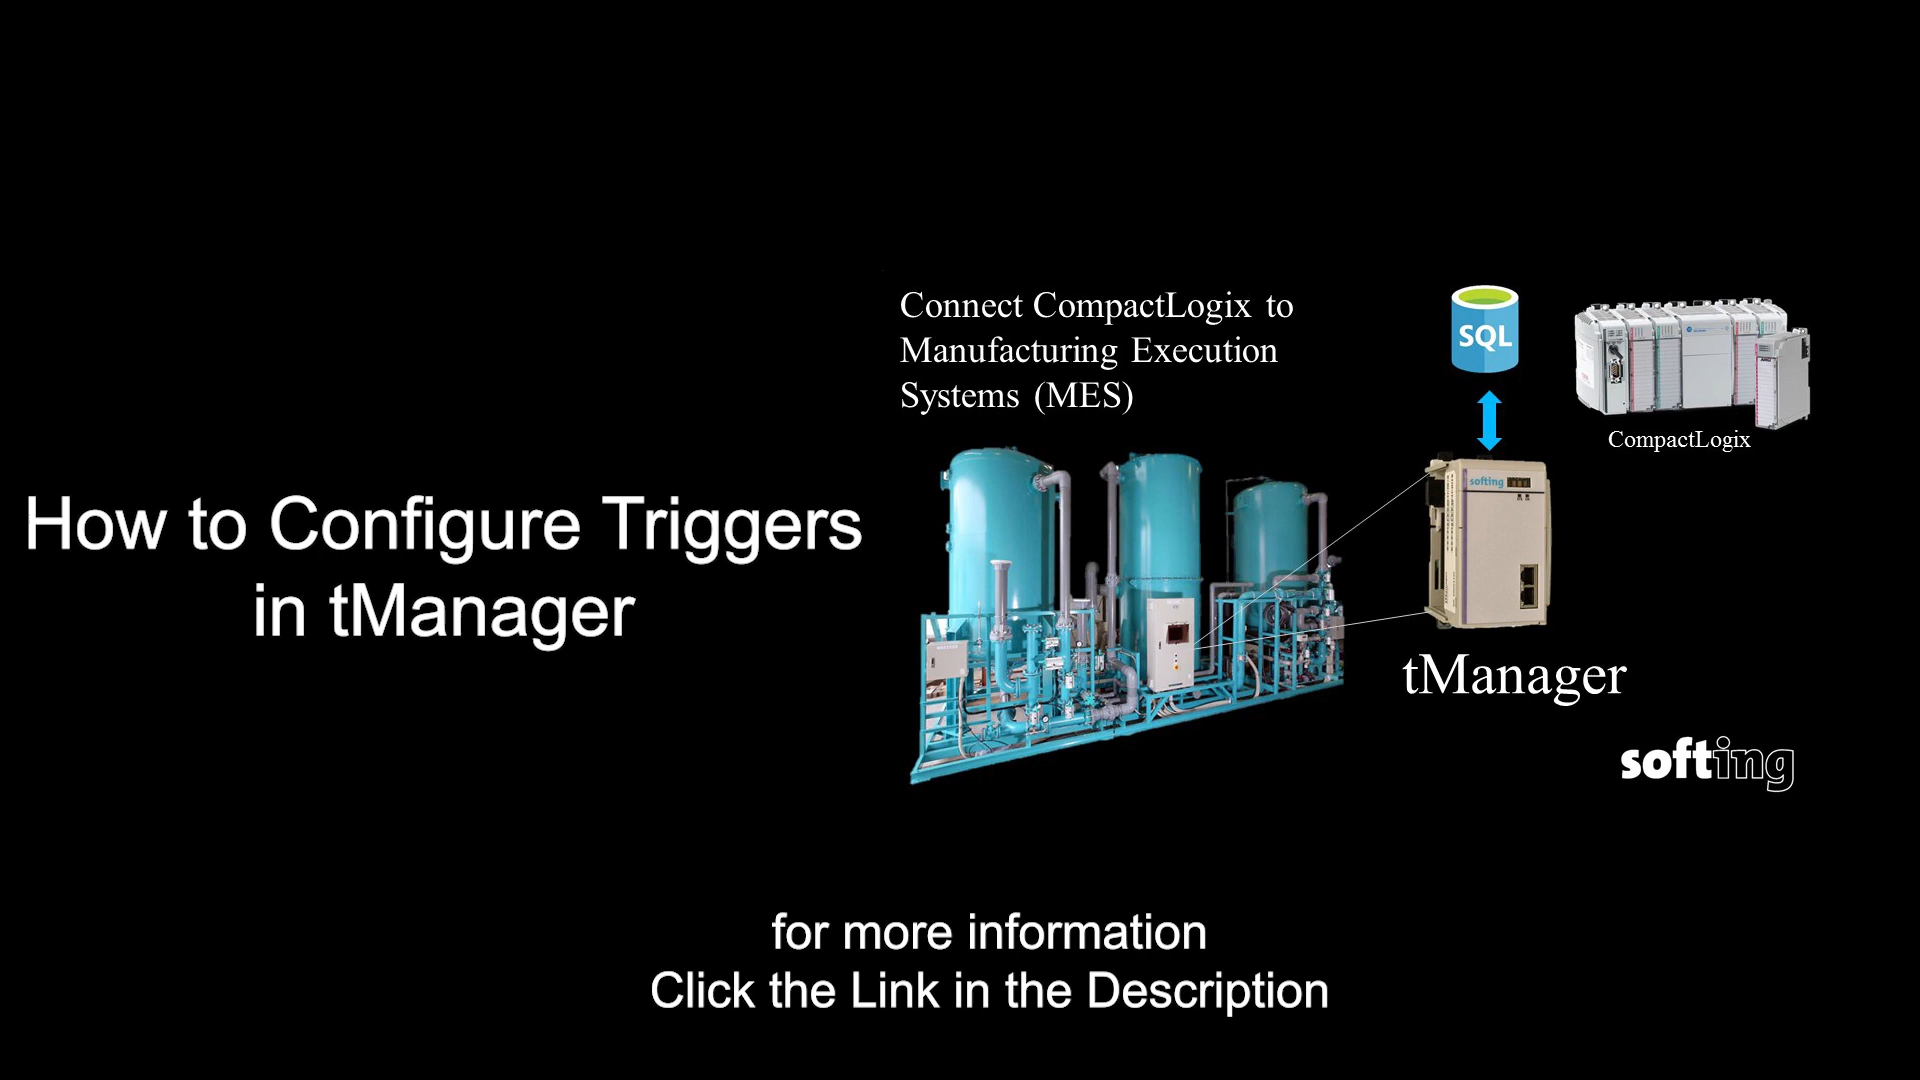 How to Configure Triggers
in tManager
Connect CompactLogix to
Manufacturing Execution
Systems (MES)
SQL
CompactLogix
softing
tManager
softing
for more information
Click the Link in the Description